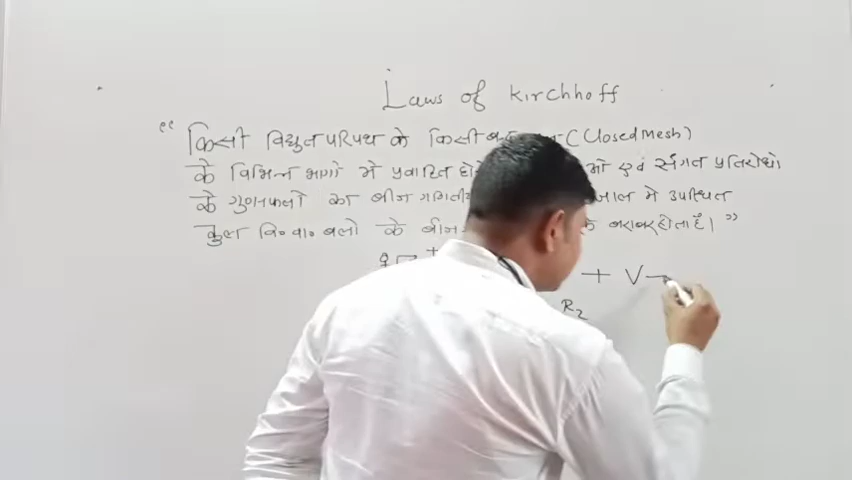 Laws of Kirchhoff
“ किसी विद्युत परिपथ के किसी (Closed Mesh)
के विभिन्न भागो मे प्रवाहित एवं संगत प्रतिरोधो
के गुणनफलो का बीजगणितीय जाल मे उपस्थित
कुल वि० वा० बलो के बीज बराबर होता है। ”
+ + V
R2